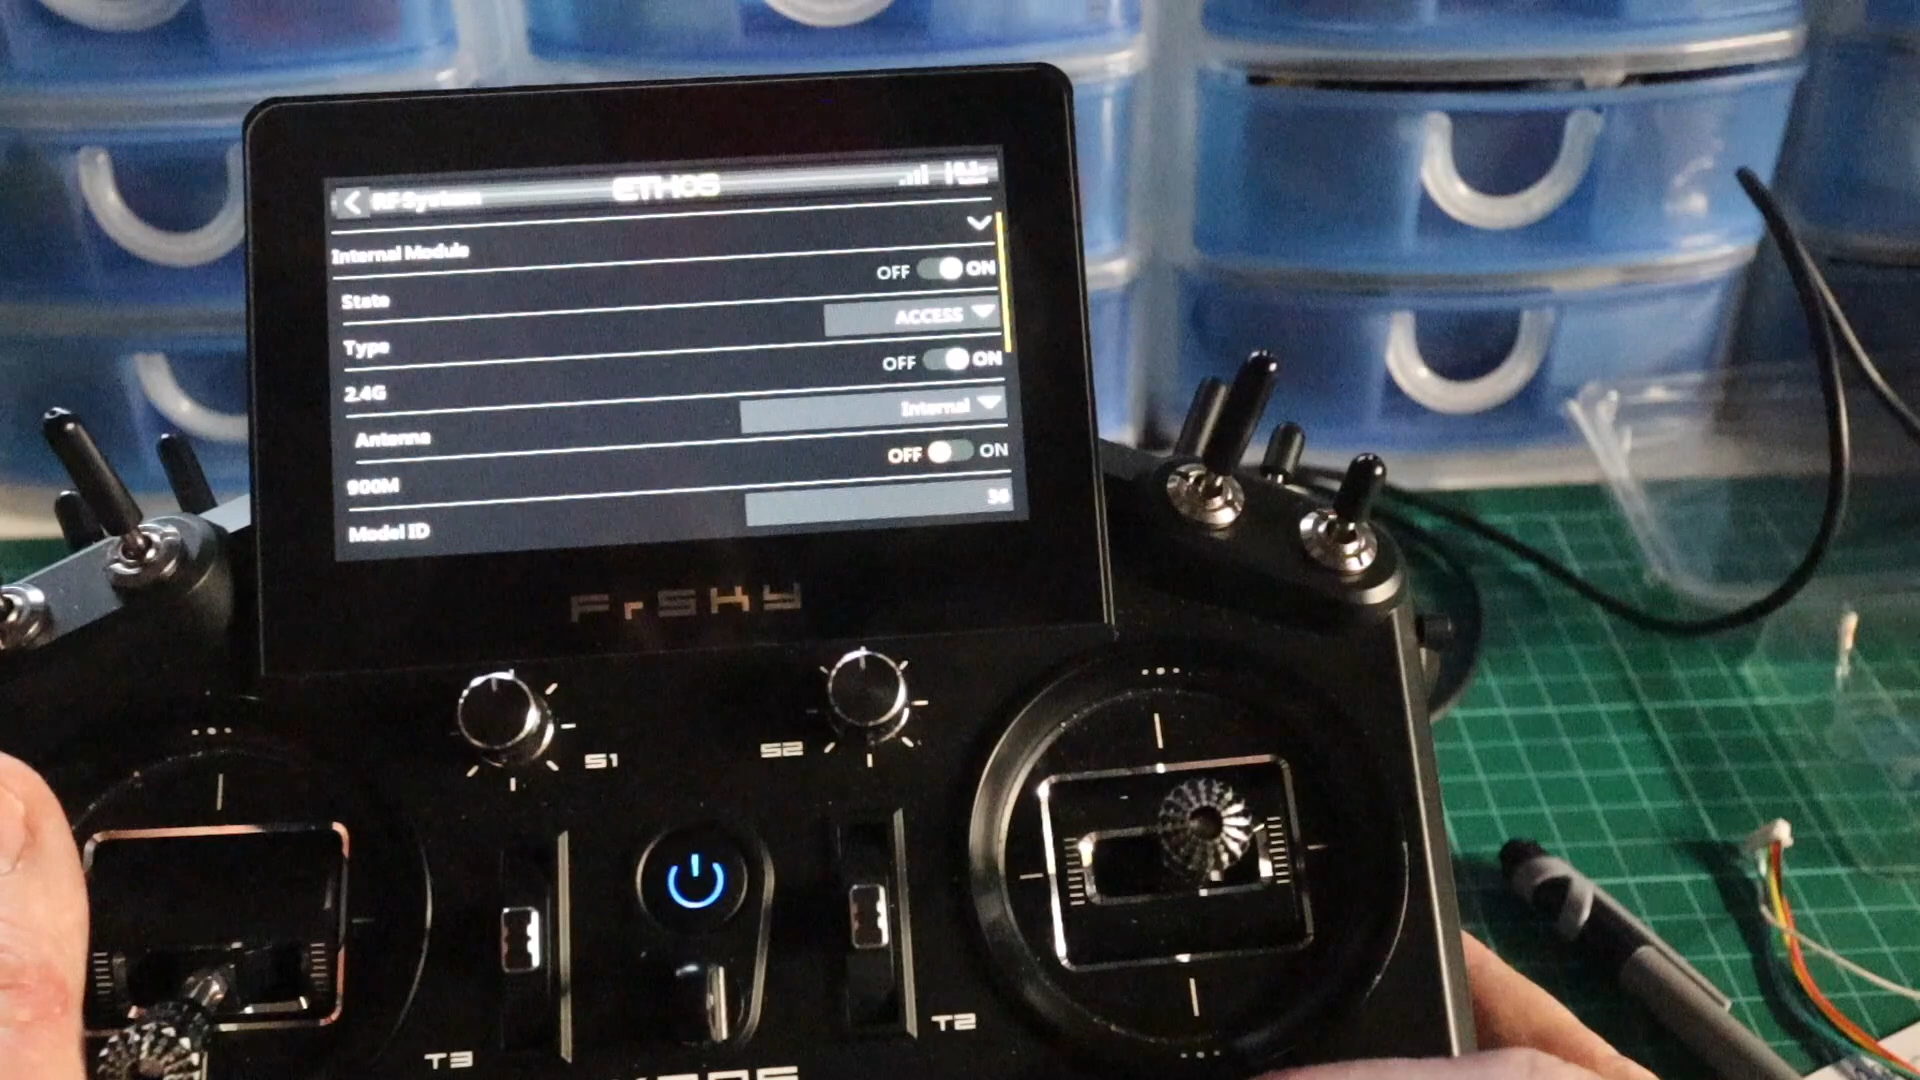 RF System ETHOS
Internal Module
State OFF ON
Type ACCESS
2.4G OFF ON
Antenna Internal
900M OFF ON
Model ID
FrSKY
S1 S2
T3 T2